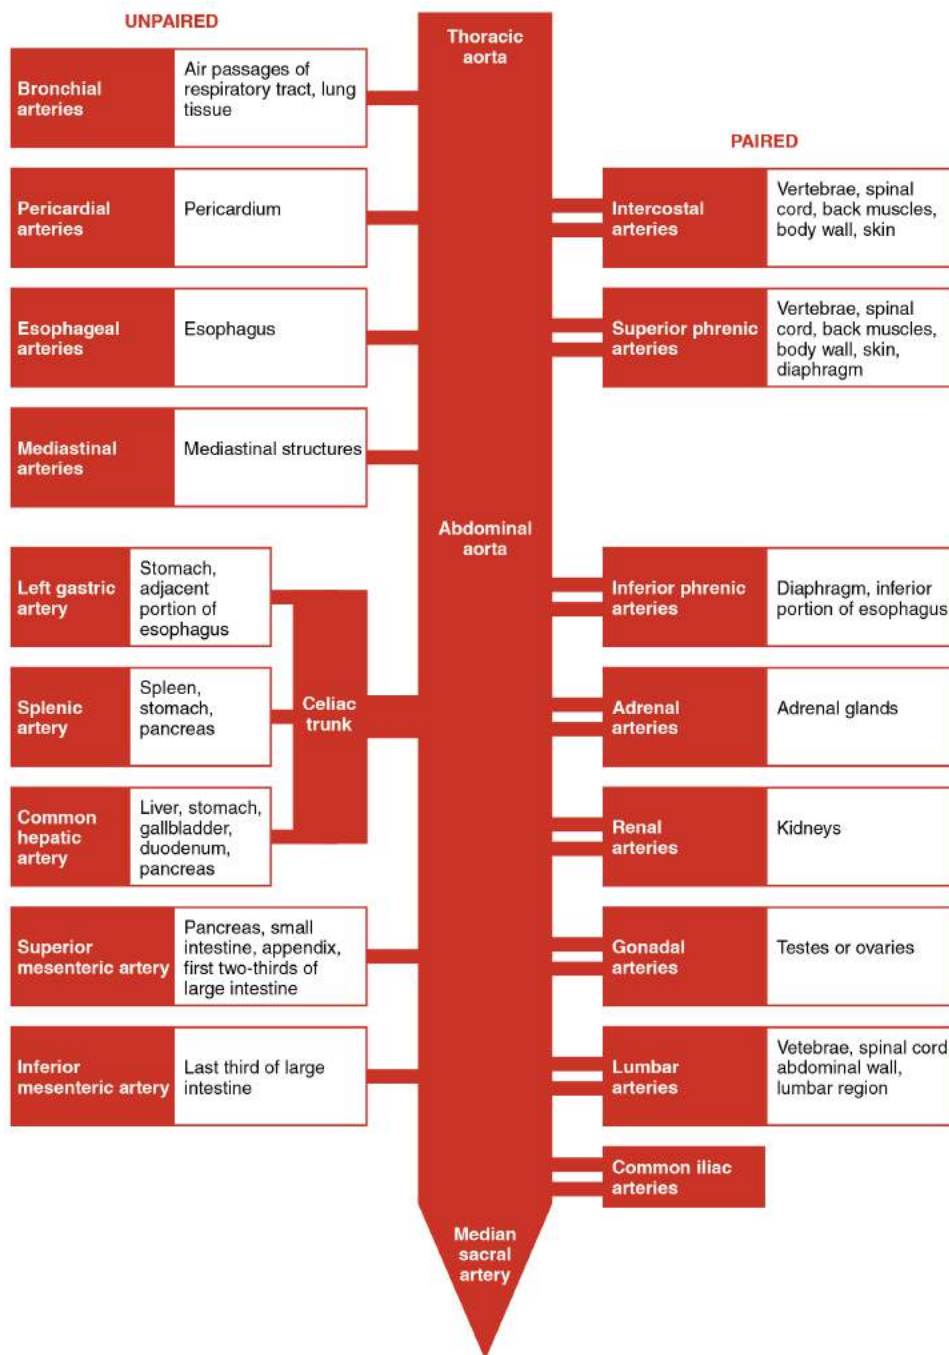 UNPAIRED
Thoracic
aorta
Bronchial
arteries
Air passages of
respiratory tract, lung
tissue
PAIRED
Pericardial
arteries
Pericardium
Intercostal
arteries
Vertebrae, spinal
cord, back muscles,
body wall, skin
Esophageal
arteries
Esophagus
Superior phrenic
arteries
Vertebrae, spinal
cord, back muscles,
body wall, skin,
diaphragm
Mediastinal
arteries
Mediastinal structures
Abdominal
aorta
Left gastric
artery
Stomach,
adjacent
portion of
esophagus
Inferior phrenic
arteries
Diaphragm, inferior
portion of esophagus
Splenic
artery
Spleen,
stomach,
pancreas
Celiac
trunk
Adrenal
arteries
Adrenal glands
Common
hepatic
artery
Liver, stomach,
gallbladder,
duodenum,
pancreas
Renal
arteries
Kidneys
Superior
mesenteric artery
Pancreas, small
intestine, appendix,
first two-thirds of
large intestine
Gonadal
arteries
Testes or ovaries
Inferior
mesenteric artery
Last third of large
intestine
Lumbar
arteries
Vetebrae, spinal cord
abdominal wall,
lumbar region
Common iliac
arteries
Median
sacral
artery